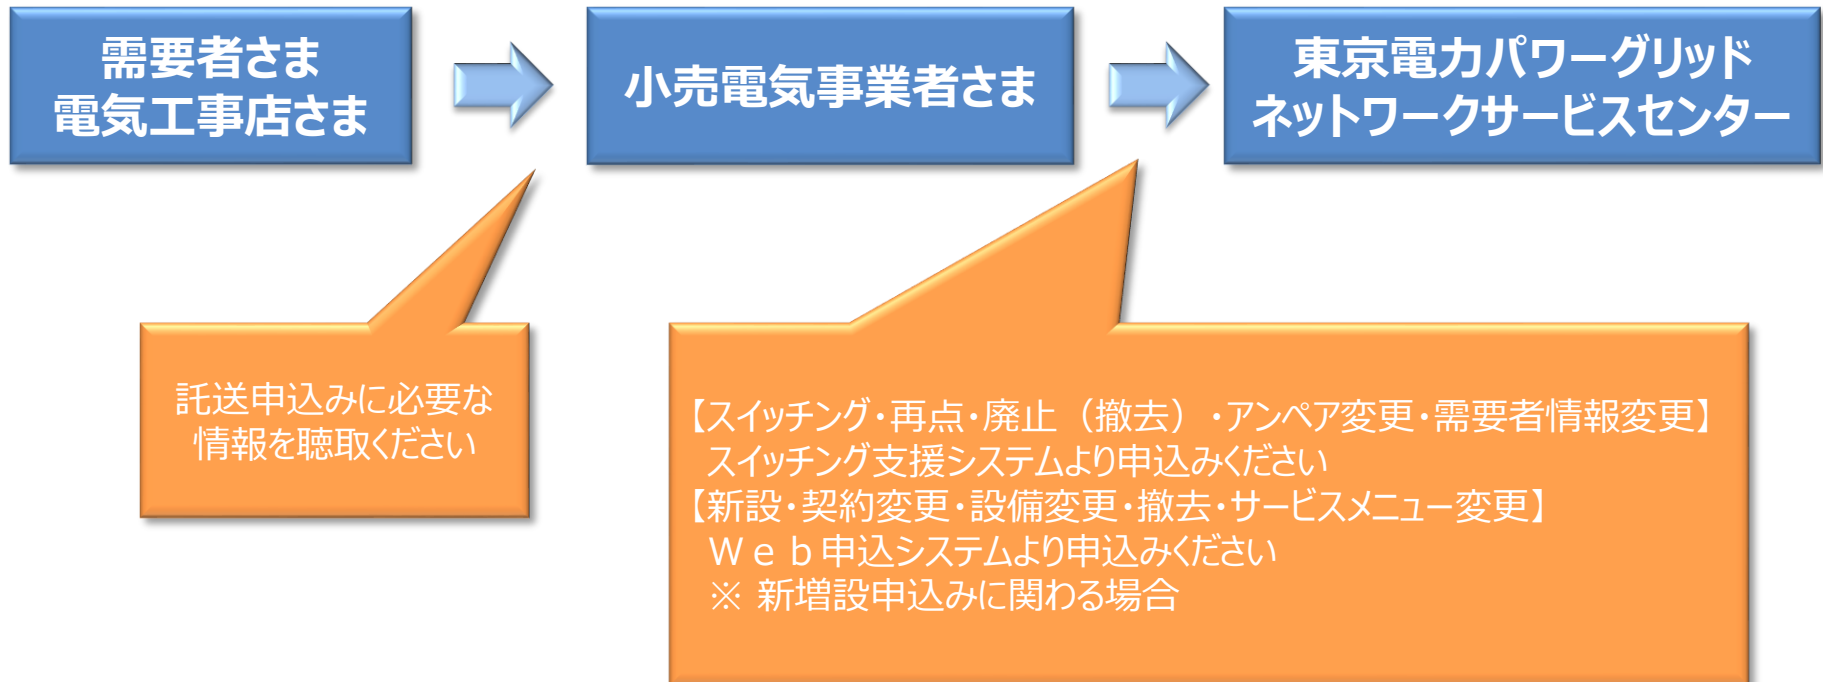 需要者さま
電気工事店さま
小売電気事業者さま
東京電力パワーグリッド
ネットワークサービスセンター
託送申込みに必要な
情報を聴取ください
【スイッチング・再点・廃止（撤去）・アンペア変更・需要者情報変更】
スイッチング支援システムより申込みください
【新設・契約変更・設備変更・撤去・サービスメニュー変更】
Ｗｅｂ申込システムより申込みください
※ 新増設申込みに関わる場合